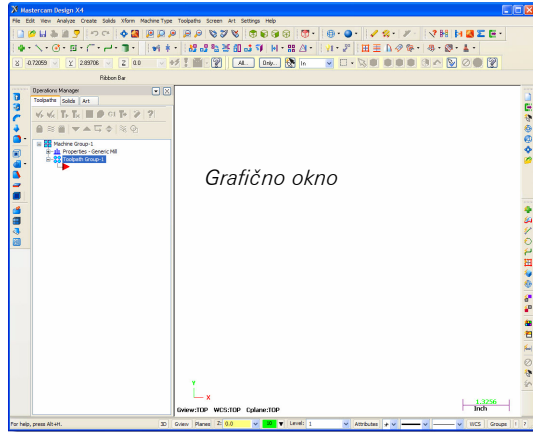 Mastercam Design X4
File Edit View Analyze Create Solids Xform Machine Type Toolpaths Screen Art Settings Help
X -0.72059 Y 2.89706 Z 0.0 All... Only... In
Ribbon Bar
Operations Manager
Toolpaths Solids Art
Machine Group-1
Properties - Generic Mill
Toolpath Group-1
Grafično okno
Y
X
1.3256
Inch
Gview:TOP WCS:TOP Cplane:TOP
For help, press Alt+H. 3D Gview Planes Z: 0.0 10 Level: 1 Attributes WCS Groups ?